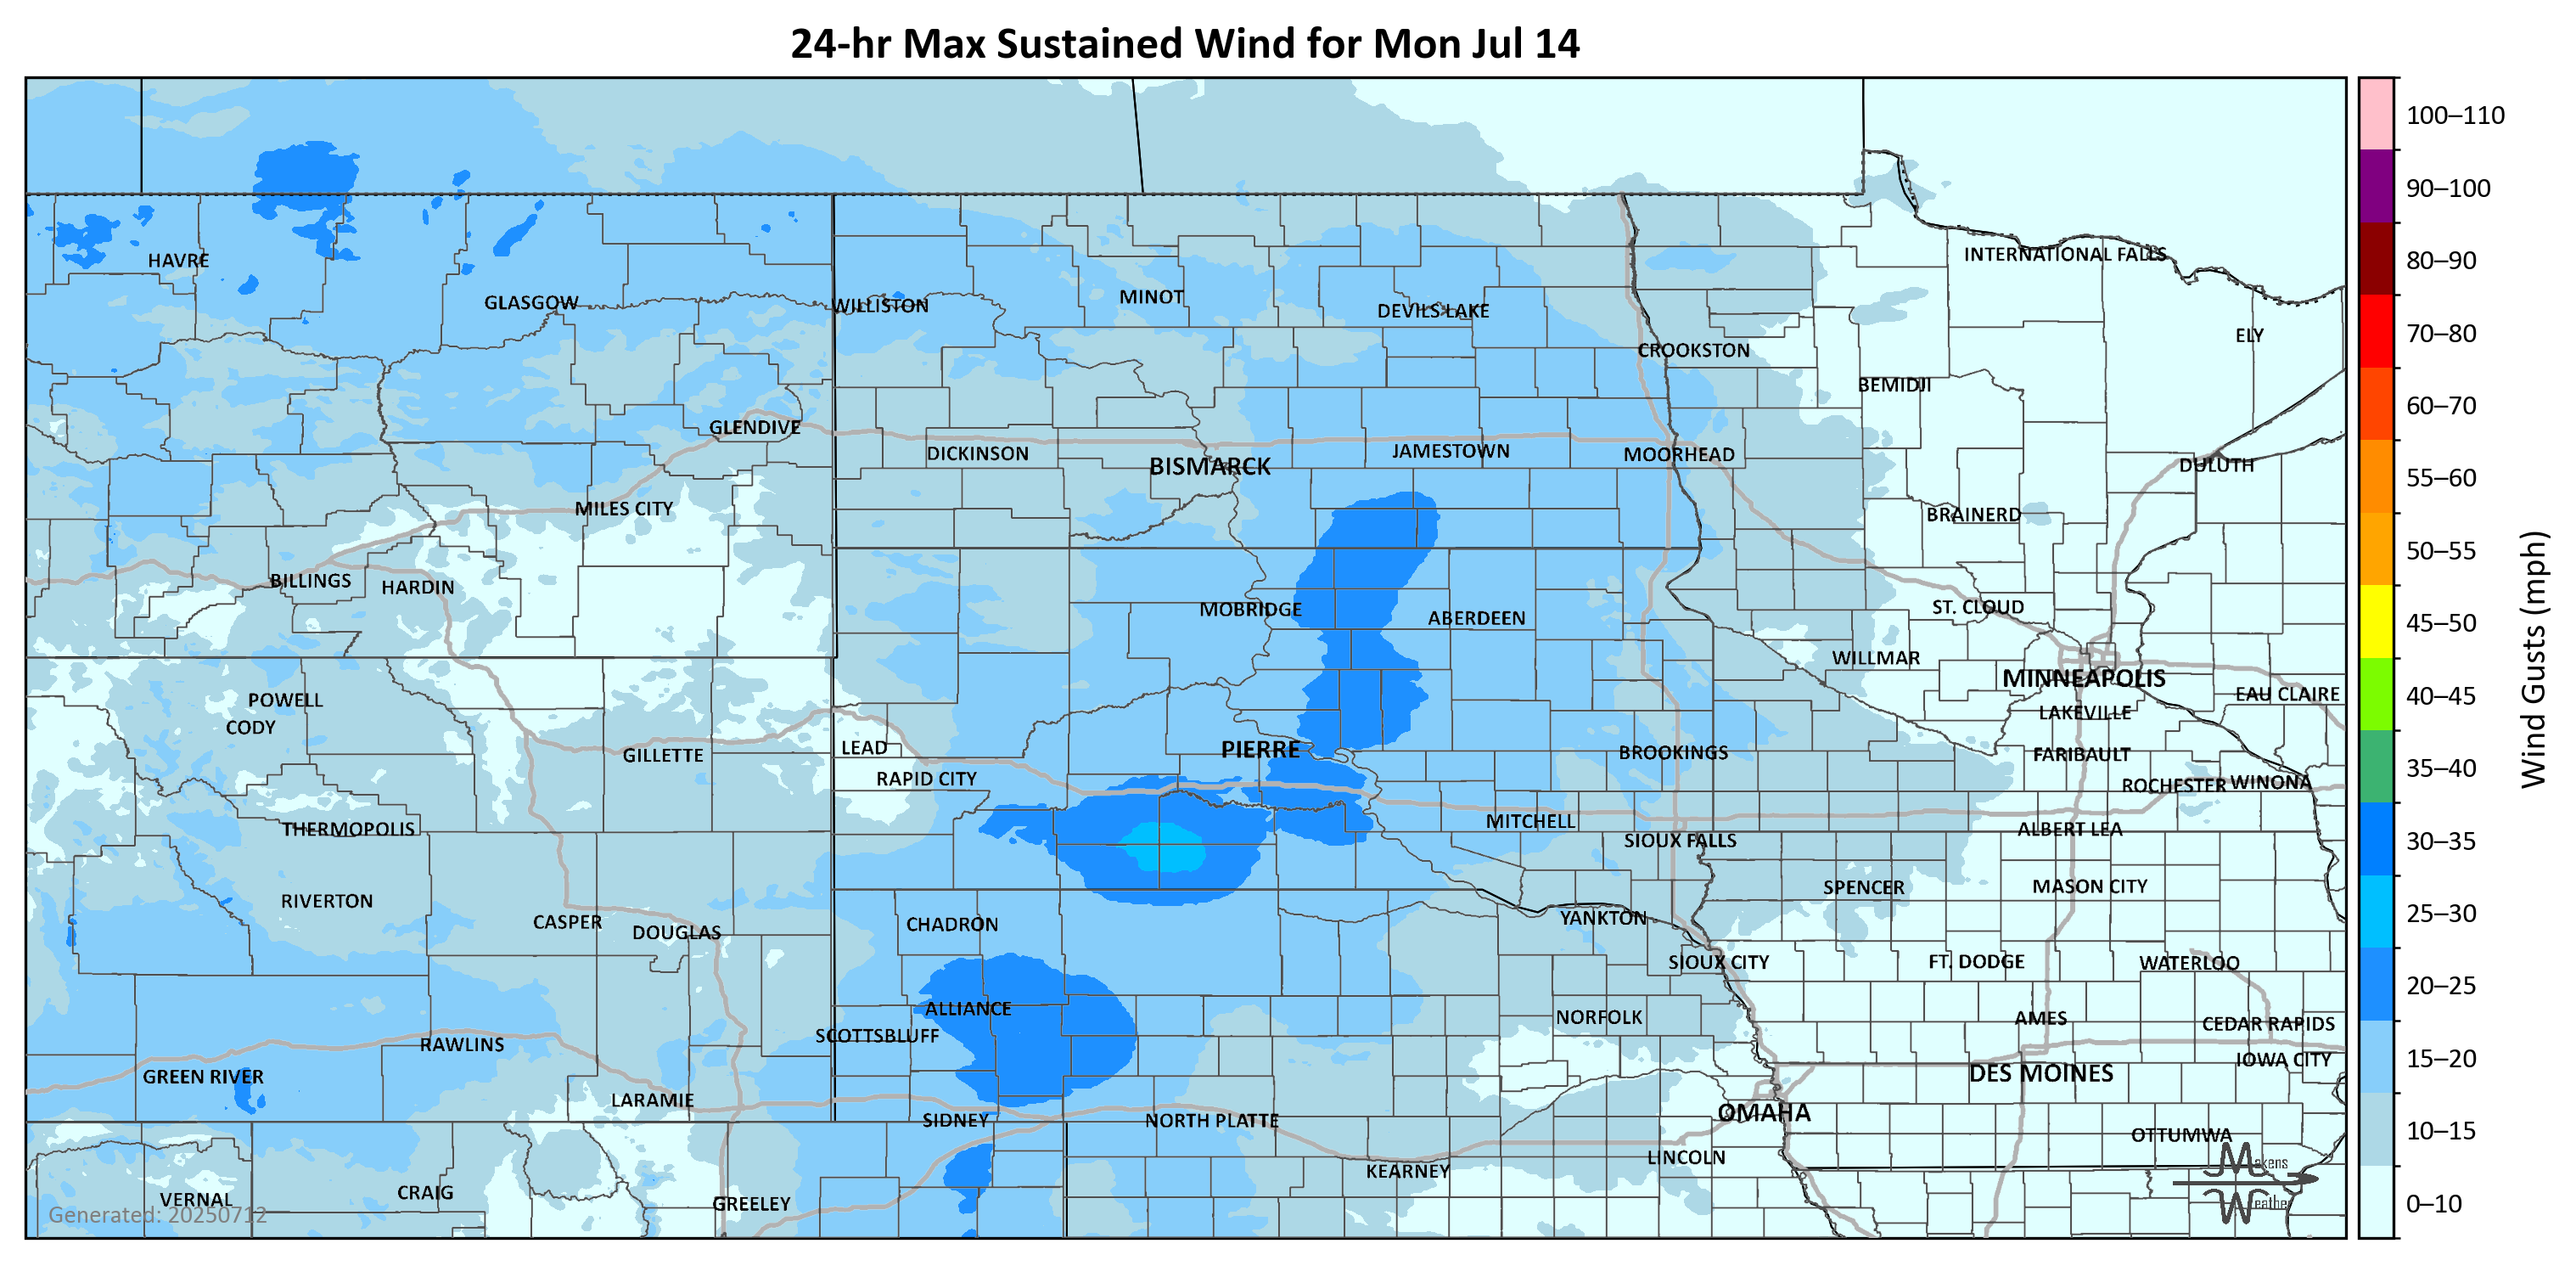 24-hr Max Sustained Wind for Mon Jul 14
100–110
90–100
80–90
70–80
60–70
55–60
50–55
45–50
40–45
35–40
30–35
25–30
20–25
15–20
10–15
0–10
Wind Gusts (mph)
HAVRE
GLASGOW
WILLISTON
MINOT
DEVILS LAKE
INTERNATIONAL FALLS
ELY
CROOKSTON
BEMIDJI
GLENDIVE
DICKINSON
BISMARCK
JAMESTOWN
MOORHEAD
DULUTH
MILES CITY
BRAINERD
BILLINGS
HARDIN
MOBRIDGE
ABERDEEN
ST. CLOUD
WILLMAR
MINNEAPOLIS
EAU CLAIRE
POWELL
CODY
LAKEVILLE
GILLETTE
LEAD
PIERRE
BROOKINGS
FARIBAULT
RAPID CITY
ROCHESTER
WINONA
THERMOPOLIS
MITCHELL
SIOUX FALLS
ALBERT LEA
RIVERTON
SPENCER
MASON CITY
CASPER
DOUGLAS
CHADRON
YANKTON
SIOUX CITY
FT. DODGE
WATERLOO
ALLIANCE
SCOTTSBLUFF
NORFOLK
AMES
CEDAR RAPIDS
RAWLINS
IOWA CITY
GREEN RIVER
DES MOINES
LARAMIE
SIDNEY
NORTH PLATTE
OMAHA
OTTUMWA
KEARNEY
LINCOLN
VERNAL
CRAIG
GREELEY
Generated: 20250712
Makens
Weather